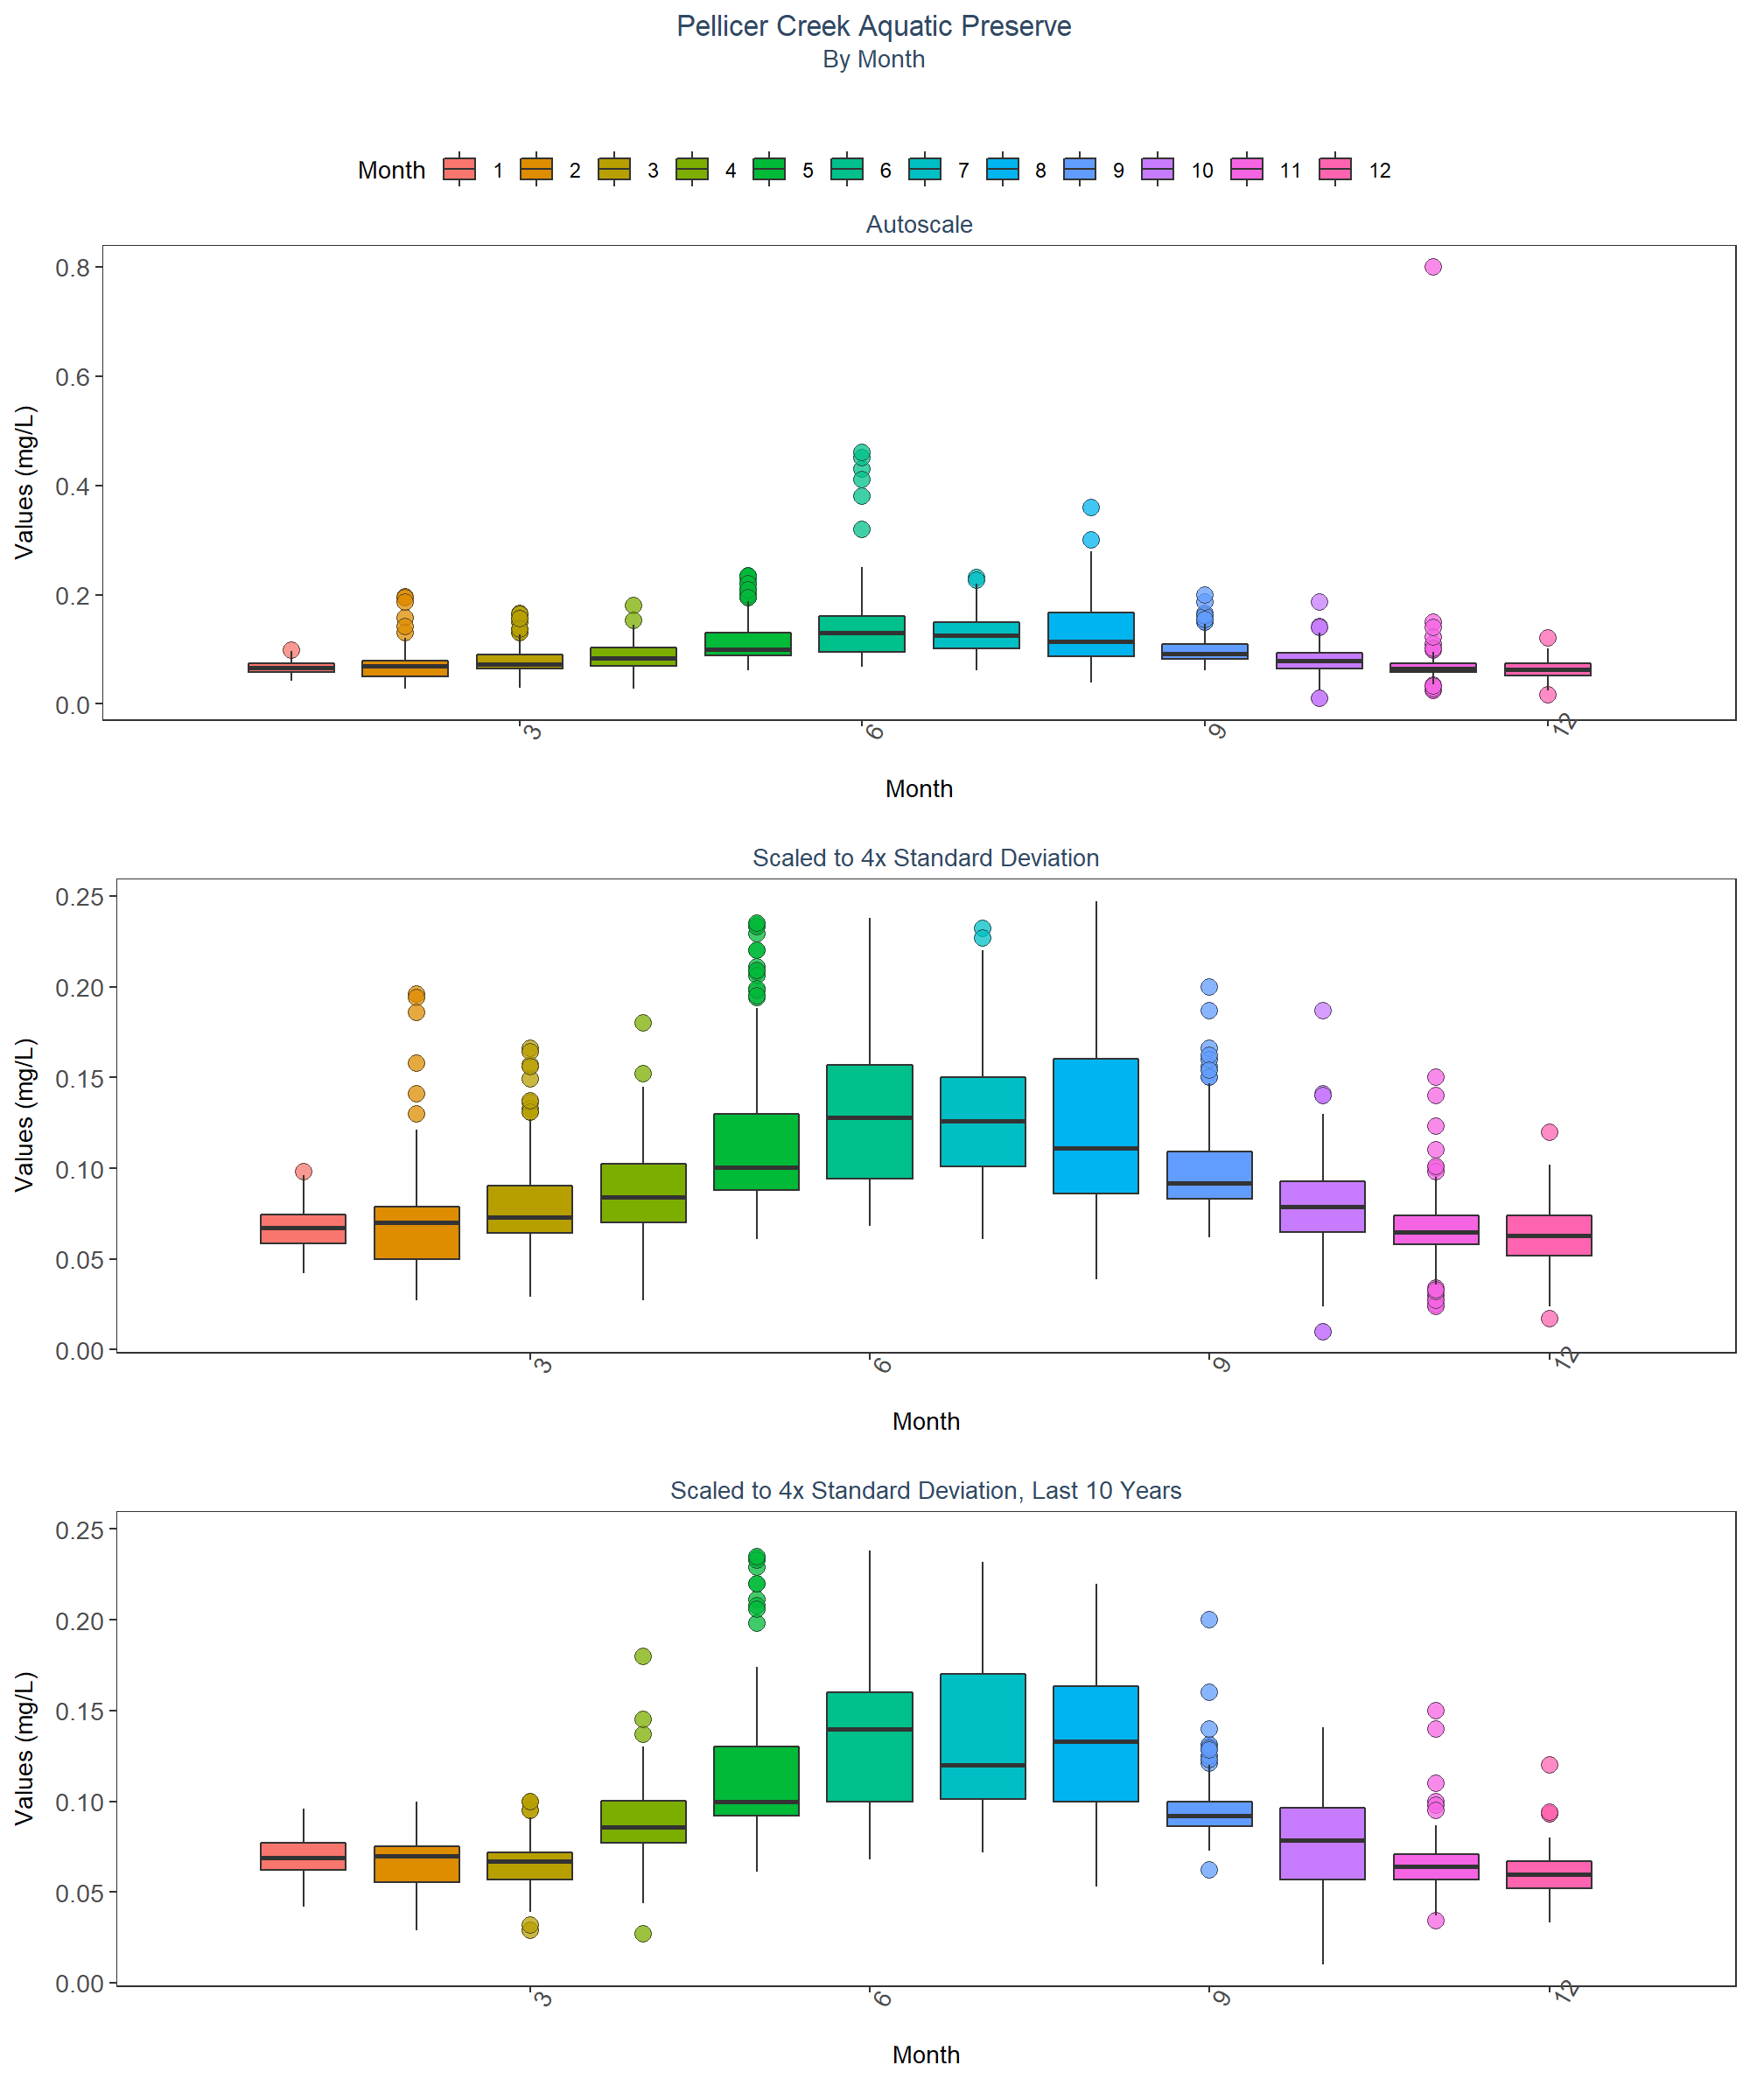 Pellicer Creek Aquatic Preserve
By Month
Month 1 2 3 4 5 6 7 8 9 10 11 12
Autoscale
Values (mg/L)
0.8
0.6
0.4
0.2
0.0
3 6 9 12
Month
Scaled to 4x Standard Deviation
Values (mg/L)
0.25
0.20
0.15
0.10
0.05
0.00
3 6 9 12
Month
Scaled to 4x Standard Deviation, Last 10 Years
Values (mg/L)
0.25
0.20
0.15
0.10
0.05
0.00
3 6 9 12
Month